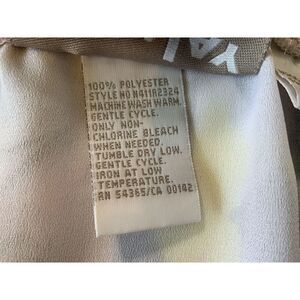 100% POLYESTER
STYLE NO N411R2324
MACHINE WASH WARM.
GENTLE CYCLE.
ONLY NON-
CHLORINE BLEACH
WHEN NEEDED.
TUMBLE DRY LOW.
GENTLE CYCLE.
IRON AT LOW
TEMPERATURE.
RN 54365/CA 00142